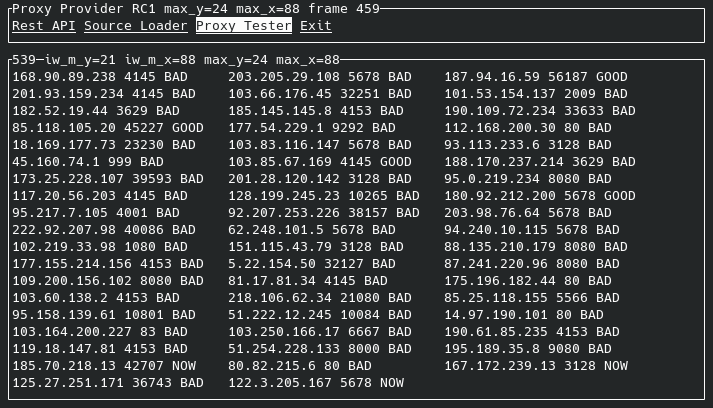 Proxy Provider RC1 max_y=24 max_x=88 frame 459
Rest API Source Loader Proxy Tester Exit
539 iw_m_y=21 iw_m_x=88 max_y=24 max_x=88
168.90.89.238 4145 BAD 203.205.29.108 5678 BAD 187.94.16.59 56187 GOOD
201.93.159.234 4145 BAD 103.66.176.45 32251 BAD 101.53.154.137 2009 BAD
182.52.19.44 3629 BAD 185.145.145.8 4153 BAD 190.109.72.234 33633 BAD
85.118.105.20 45227 GOOD 177.54.229.1 9292 BAD 112.168.200.30 80 BAD
18.169.177.73 23230 BAD 103.83.116.147 5678 BAD 93.113.233.6 3128 BAD
45.160.74.1 999 BAD 103.85.67.169 4145 GOOD 188.170.237.214 3629 BAD
173.25.228.107 39593 BAD 201.28.120.142 3128 BAD 95.0.219.234 8080 BAD
117.20.56.203 4145 BAD 128.199.245.23 10265 BAD 180.92.212.200 5678 GOOD
95.217.7.105 4001 BAD 92.207.253.226 38157 BAD 203.98.76.64 5678 BAD
222.92.207.98 40086 BAD 62.248.101.5 5678 BAD 94.240.10.115 5678 BAD
102.219.33.98 1080 BAD 151.115.43.79 3128 BAD 88.135.210.179 8080 BAD
177.155.214.156 4153 BAD 5.22.154.50 32127 BAD 87.241.220.96 8080 BAD
109.200.156.102 8080 BAD 81.17.81.34 4145 BAD 175.196.182.44 80 BAD
103.60.138.2 4153 BAD 218.106.62.34 21080 BAD 85.25.118.155 5566 BAD
95.158.139.61 10801 BAD 51.222.12.245 10084 BAD 14.97.190.101 80 BAD
103.164.200.227 83 BAD 103.250.166.17 6667 BAD 190.61.85.235 4153 BAD
119.18.147.81 4153 BAD 51.254.228.133 8000 BAD 195.189.35.8 9080 BAD
185.70.218.13 42707 NOW 80.82.215.6 80 BAD 167.172.239.13 3128 NOW
125.27.251.171 36743 BAD 122.3.205.167 5678 NOW